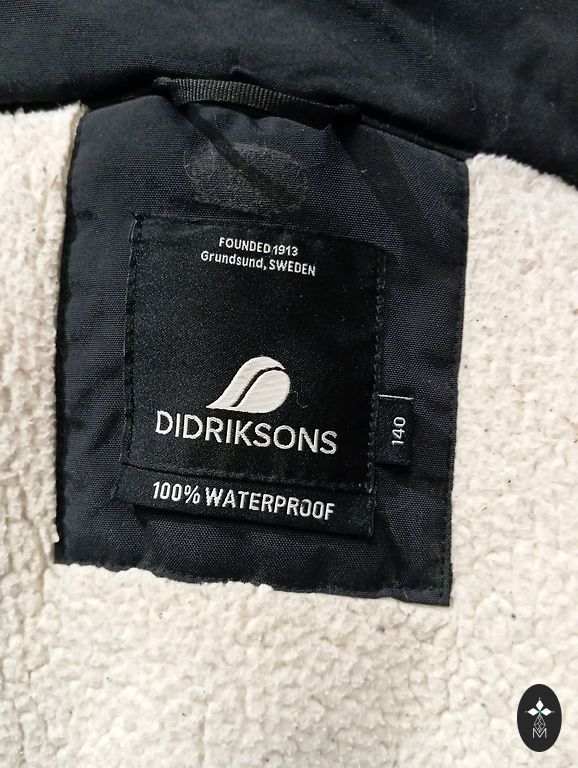 FOUNDED 1913
Grundsund, SWEDEN
DIDRIKSONS
140
100% WATERPROOF
M